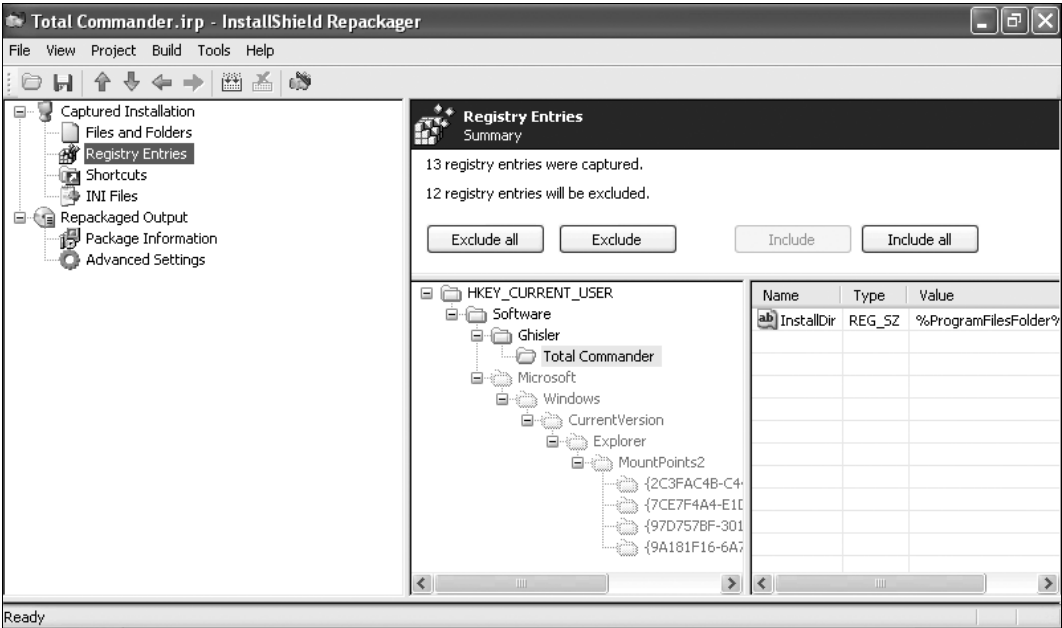 Total Commander.irp - InstallShield Repackager
File View Project Build Tools Help
Captured Installation
Files and Folders
Registry Entries
Shortcuts
INI Files
Repackaged Output
Package Information
Advanced Settings
Registry Entries
Summary
13 registry entries were captured.
12 registry entries will be excluded.
Exclude all Exclude Include Include all
HKEY_CURRENT_USER
Software
Ghisler
Total Commander
Microsoft
Windows
CurrentVersion
Explorer
MountPoints2
{2C3FAC4B-C4
{7CE7F4A4-E1D
{97D757BF-301
{9A181F16-6A7
Name Type Value
ab InstallDir REG_SZ %ProgramFilesFolder%
Ready